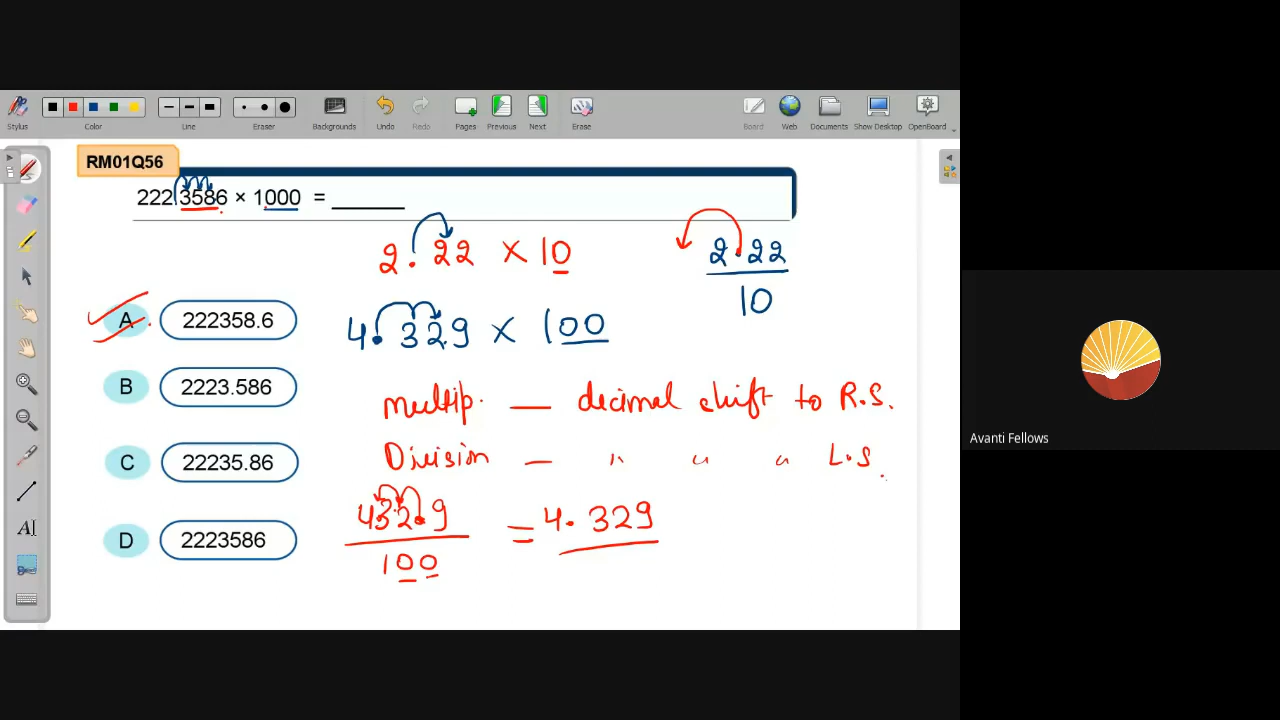 Stylus Color Line Eraser Backgrounds Undo Redo Pages Previous Next Erase Board Web Documents Show Desktop OpenBoard
RM01Q56
222.3586 × 1000 = ________
2.22 × 10
2.22
10
A 222358.6
4.329 × 100
B 2223.586
Multip. — decimal shift to R.S.
C 22235.86
Division — " " " L.S.
432.9
100
= 4.329
D 2223586
AI
Avanti Fellows